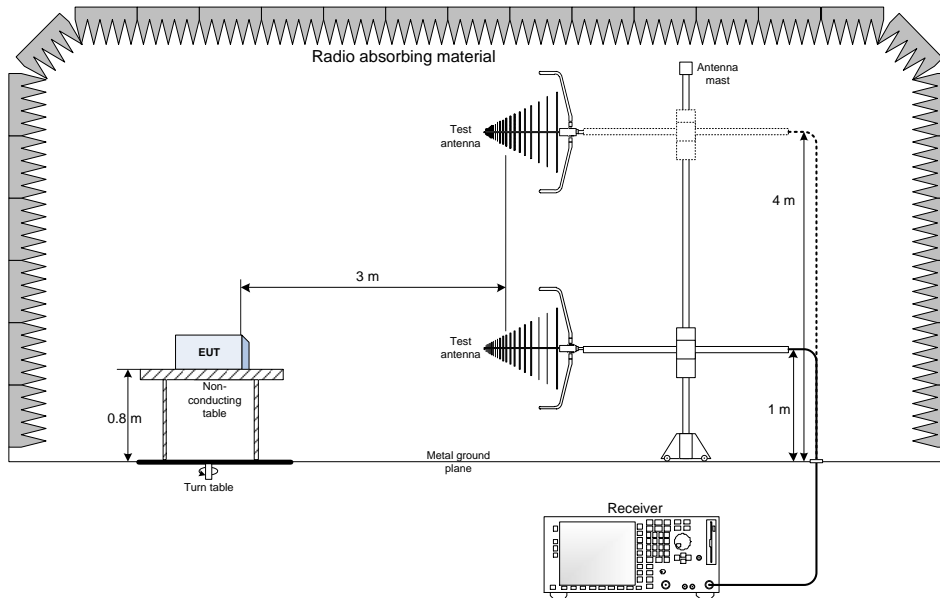 Radio absorbing material
Antenna
mast
Test
antenna
4 m
3 m
Test
antenna
EUT
Non-
conducting
table
0.8 m
1 m
Metal ground
plane
Turn table
Receiver